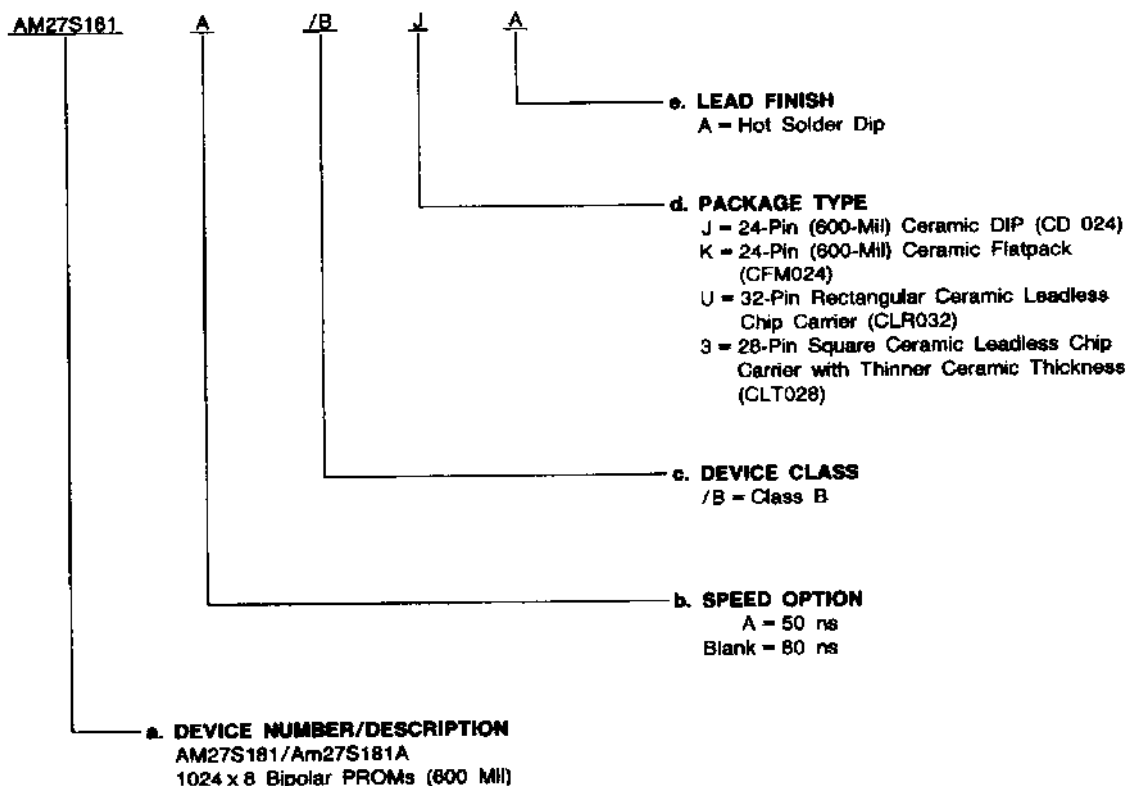 AM27S181 A /B J A
e. LEAD FINISH
A = Hot Solder Dip
d. PACKAGE TYPE
J = 24-Pin (600-Mil) Ceramic DIP (CD 024)
K = 24-Pin (600-Mil) Ceramic Flatpack
(CFM024)
U = 32-Pin Rectangular Ceramic Leadless
Chip Carrier (CLR032)
3 = 28-Pin Square Ceramic Leadless Chip
Carrier with Thinner Ceramic Thickness
(CLT028)
c. DEVICE CLASS
/B = Class B
b. SPEED OPTION
A = 50 ns
Blank = 80 ns
a. DEVICE NUMBER/DESCRIPTION
AM27S181/Am27S181A
1024 x 8 Bipolar PROMs (600 Mil)